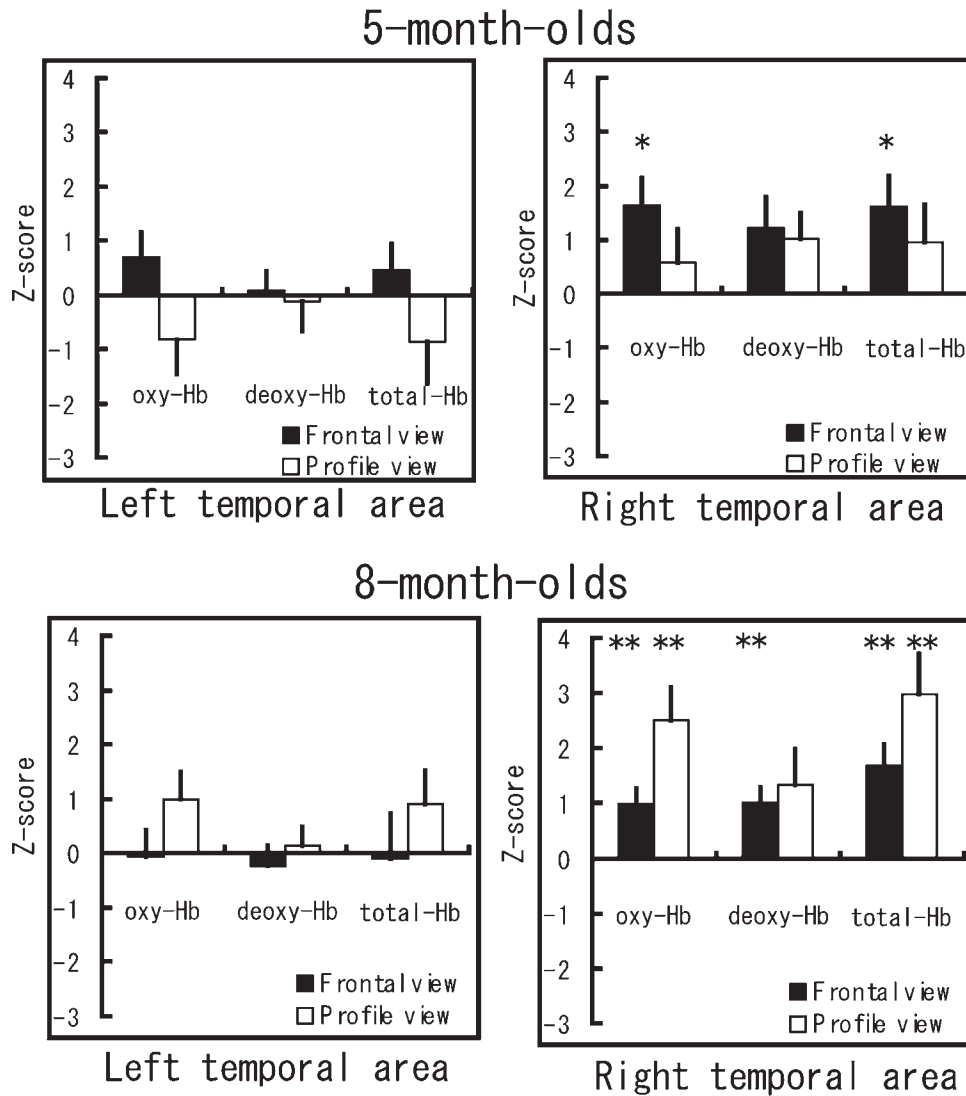 5-month-olds
4
3
2
1
0
-1
-2
-3
Z-score
oxy-Hb deoxy-Hb total-Hb
Frontal view
Profile view
Left temporal area
4
3
2
1
0
-1
-2
-3
Z-score
* *
oxy-Hb deoxy-Hb total-Hb
Frontal view
Profile view
Right temporal area
8-month-olds
4
3
2
1
0
-1
-2
-3
Z-score
oxy-Hb deoxy-Hb total-Hb
Frontal view
Profile view
Left temporal area
4
3
2
1
0
-1
-2
-3
Z-score
** ** ** ** **
oxy-Hb deoxy-Hb total-Hb
Frontal view
Profile view
Right temporal area